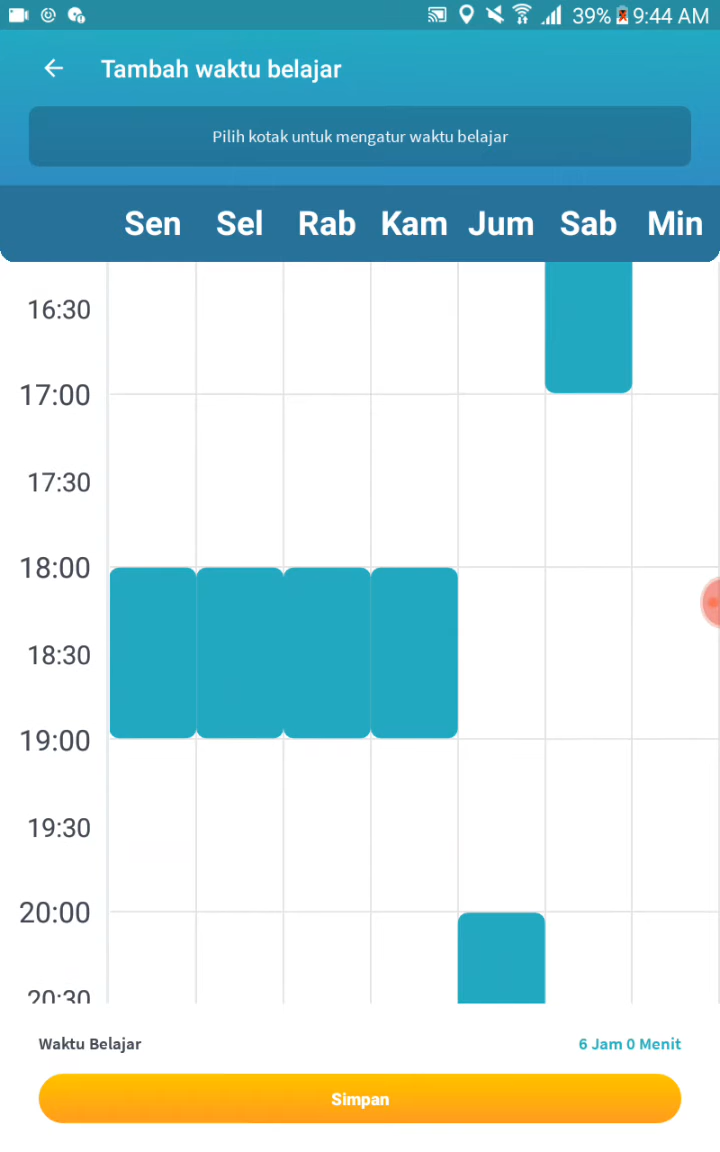 39% 9:44 AM
Tambah waktu belajar
Pilih kotak untuk mengatur waktu belajar
Sen Sel Rab Kam Jum Sab Min
16:30
17:00
17:30
18:00
18:30
19:00
19:30
20:00
20:30
Waktu Belajar 6 Jam 0 Menit
Simpan